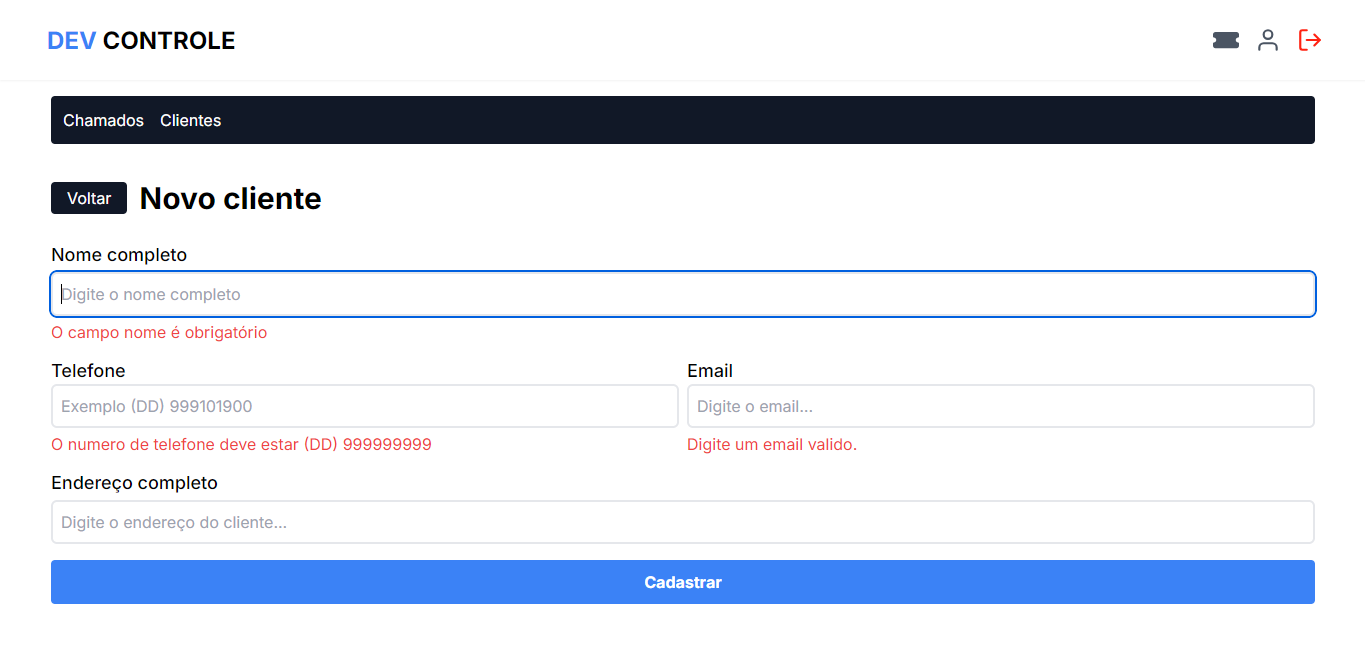 DEV CONTROLE
Chamados Clientes
Voltar Novo cliente
Nome completo
Digite o nome completo
O campo nome é obrigatório
Telefone Email
Exemplo (DD) 999101900 Digite o email...
O numero de telefone deve estar (DD) 999999999 Digite um email valido.
Endereço completo
Digite o endereço do cliente...
Cadastrar